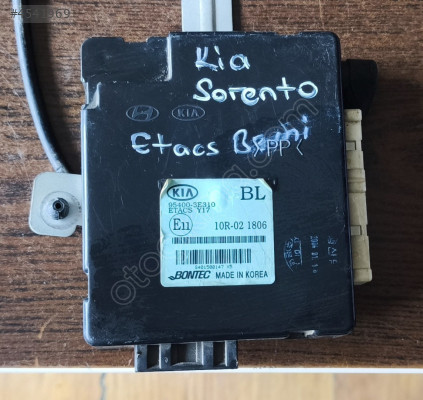 Kia
Sorento
KIA
Etacs Beyni
>PP<
KIA
BL
95400-3E310
ETACS Y17
E11
10R-02 1806
BONTEC MADE IN KOREA